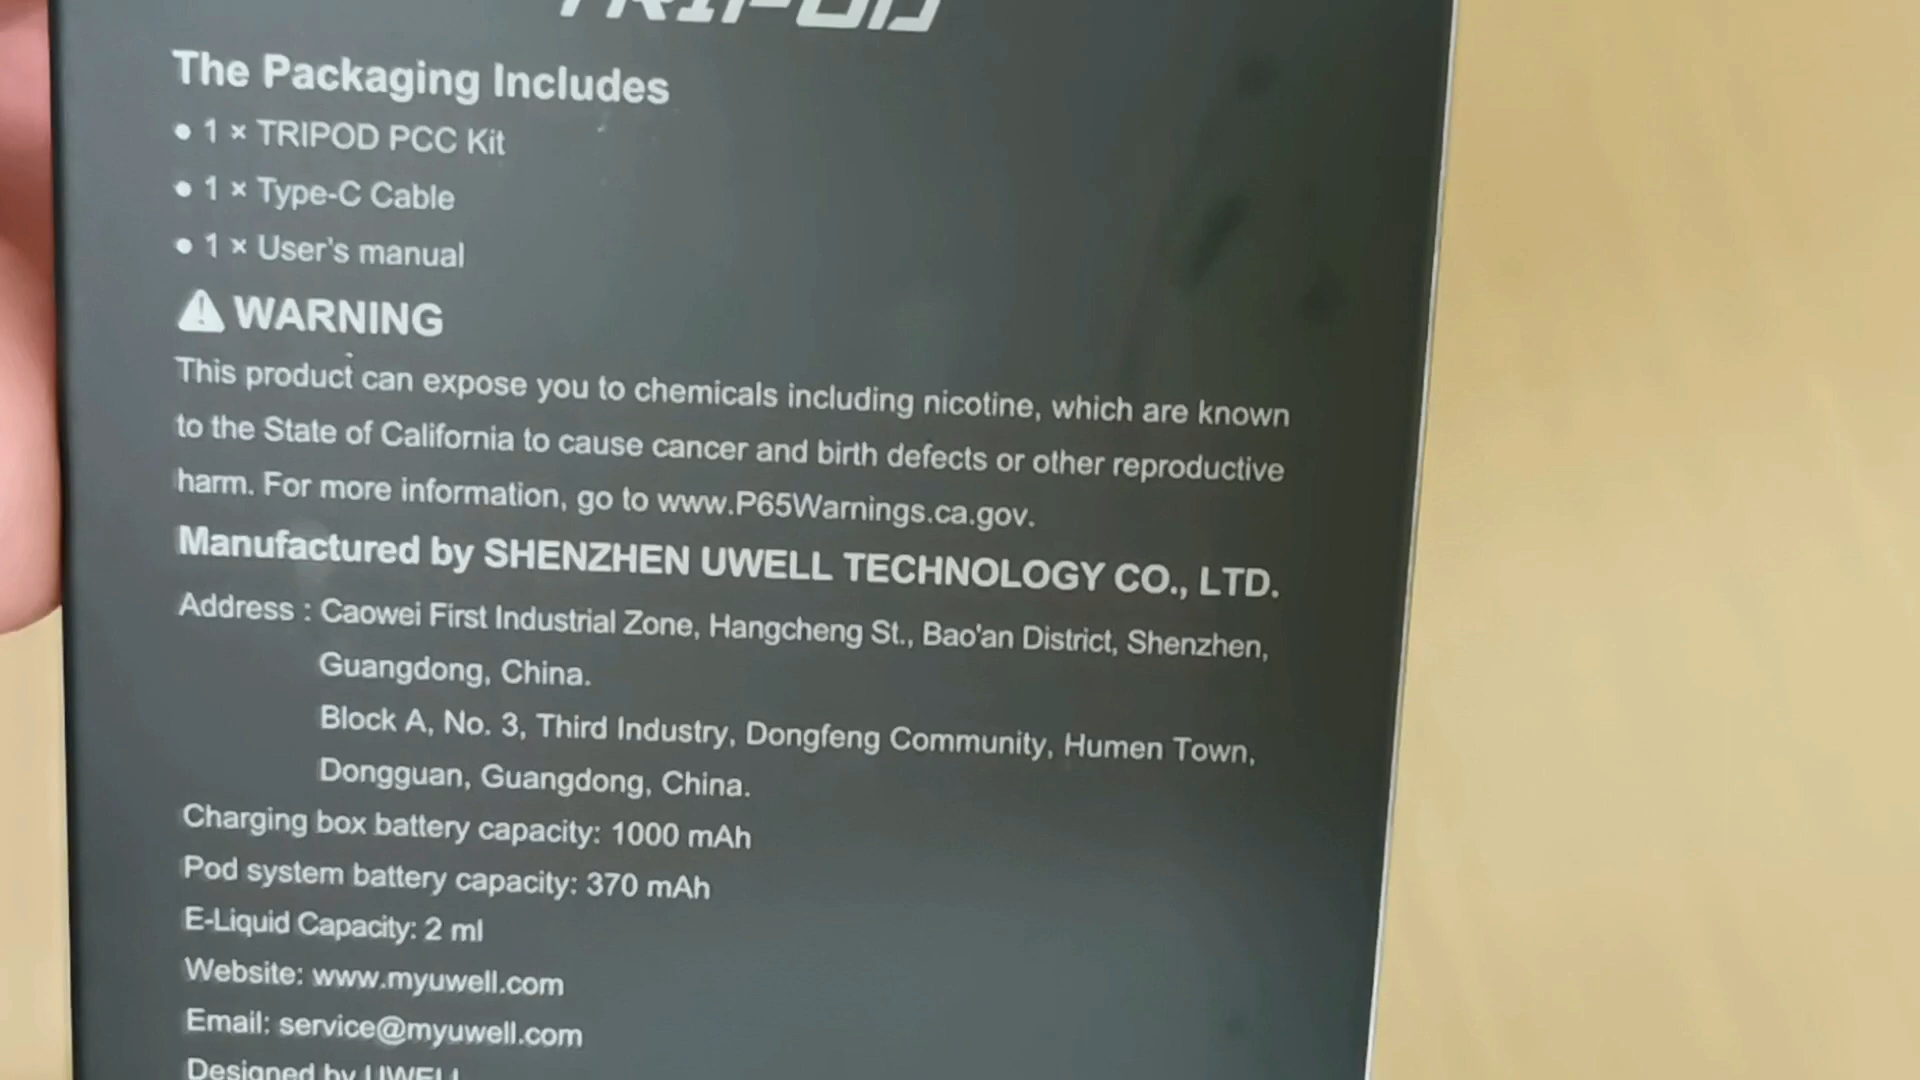 TRIPOD
The Packaging Includes
● 1 × TRIPOD PCC Kit
● 1 × Type-C Cable
● 1 × User's manual
WARNING
This product can expose you to chemicals including nicotine, which are known
to the State of California to cause cancer and birth defects or other reproductive
harm. For more information, go to www.P65Warnings.ca.gov.
Manufactured by SHENZHEN UWELL TECHNOLOGY CO., LTD.
Address : Caowei First Industrial Zone, Hangcheng St., Bao'an District, Shenzhen,
Guangdong, China.
Block A, No. 3, Third Industry, Dongfeng Community, Humen Town,
Dongguan, Guangdong, China.
Charging box battery capacity: 1000 mAh
Pod system battery capacity: 370 mAh
E-Liquid Capacity: 2 ml
Website: www.myuwell.com
Email: service@myuwell.com
Designed by UWELL